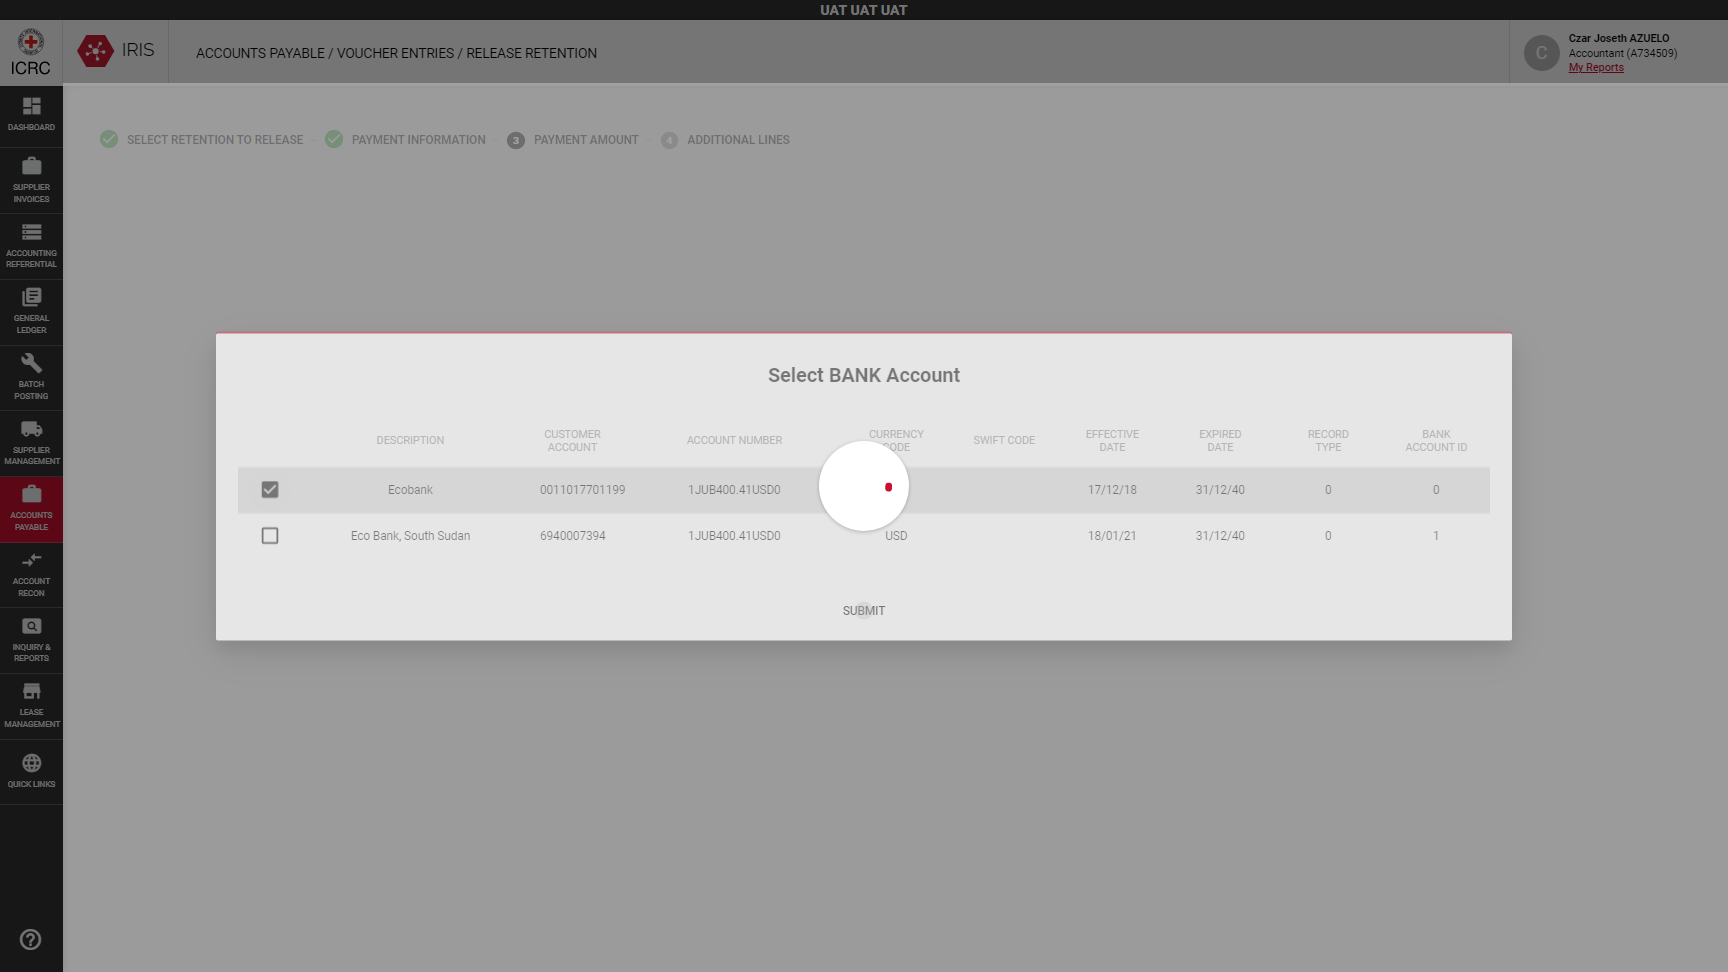 UAT UAT UAT
ICRC
IRIS
ACCOUNTS PAYABLE / VOUCHER ENTRIES / RELEASE RETENTION
C
Czar Joseth AZUELO
Accountant (A734509)
My Reports
DASHBOARD
SUPPLIER
INVOICES
ACCOUNTING
REFERENTIAL
GENERAL
LEDGER
BATCH
POSTING
SUPPLIER
MANAGEMENT
ACCOUNTS
PAYABLE
ACCOUNT
RECON
INQUIRY &
REPORTS
LEASE
MANAGEMENT
QUICK LINKS
SELECT RETENTION TO RELEASE
PAYMENT INFORMATION
3 PAYMENT AMOUNT
4 ADDITIONAL LINES
Select BANK Account
DESCRIPTION CUSTOMER ACCOUNT ACCOUNT NUMBER CURRENCY CODE SWIFT CODE EFFECTIVE DATE EXPIRED DATE RECORD TYPE BANK ACCOUNT ID
Ecobank 0011017701199 1JUB400.41USD0 17/12/18 31/12/40 0 0
Eco Bank, South Sudan 6940007394 1JUB400.41USD0 USD 18/01/21 31/12/40 0 1
SUBMIT